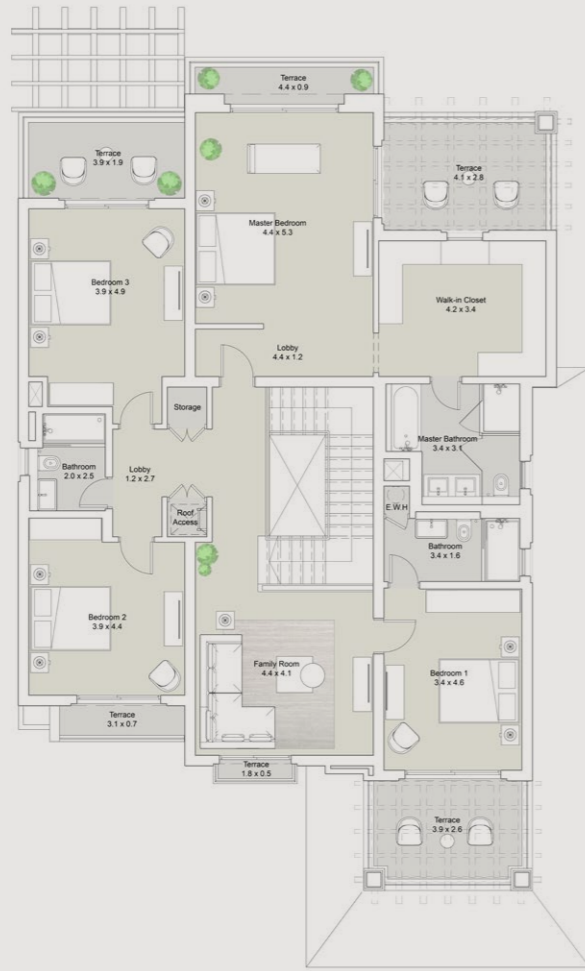 Terrace
4.4 x 0.9
Terrace
3.9 x 1.9
Terrace
4.1 x 2.8
Master Bedroom
4.4 x 5.3
Bedroom 3
3.9 x 4.9
Walk-in Closet
4.2 x 3.4
Lobby
4.4 x 1.2
Storage
Master Bathroom
3.4 x 3.1
Bathroom
2.0 x 2.5
Lobby
1.2 x 2.7
E.W.H
Roof
Access
Bathroom
3.4 x 1.6
Bedroom 2
3.9 x 4.4
Family Room
4.4 x 4.1
Bedroom 1
3.4 x 4.6
Terrace
3.1 x 0.7
Terrace
1.8 x 0.5
Terrace
3.9 x 2.6